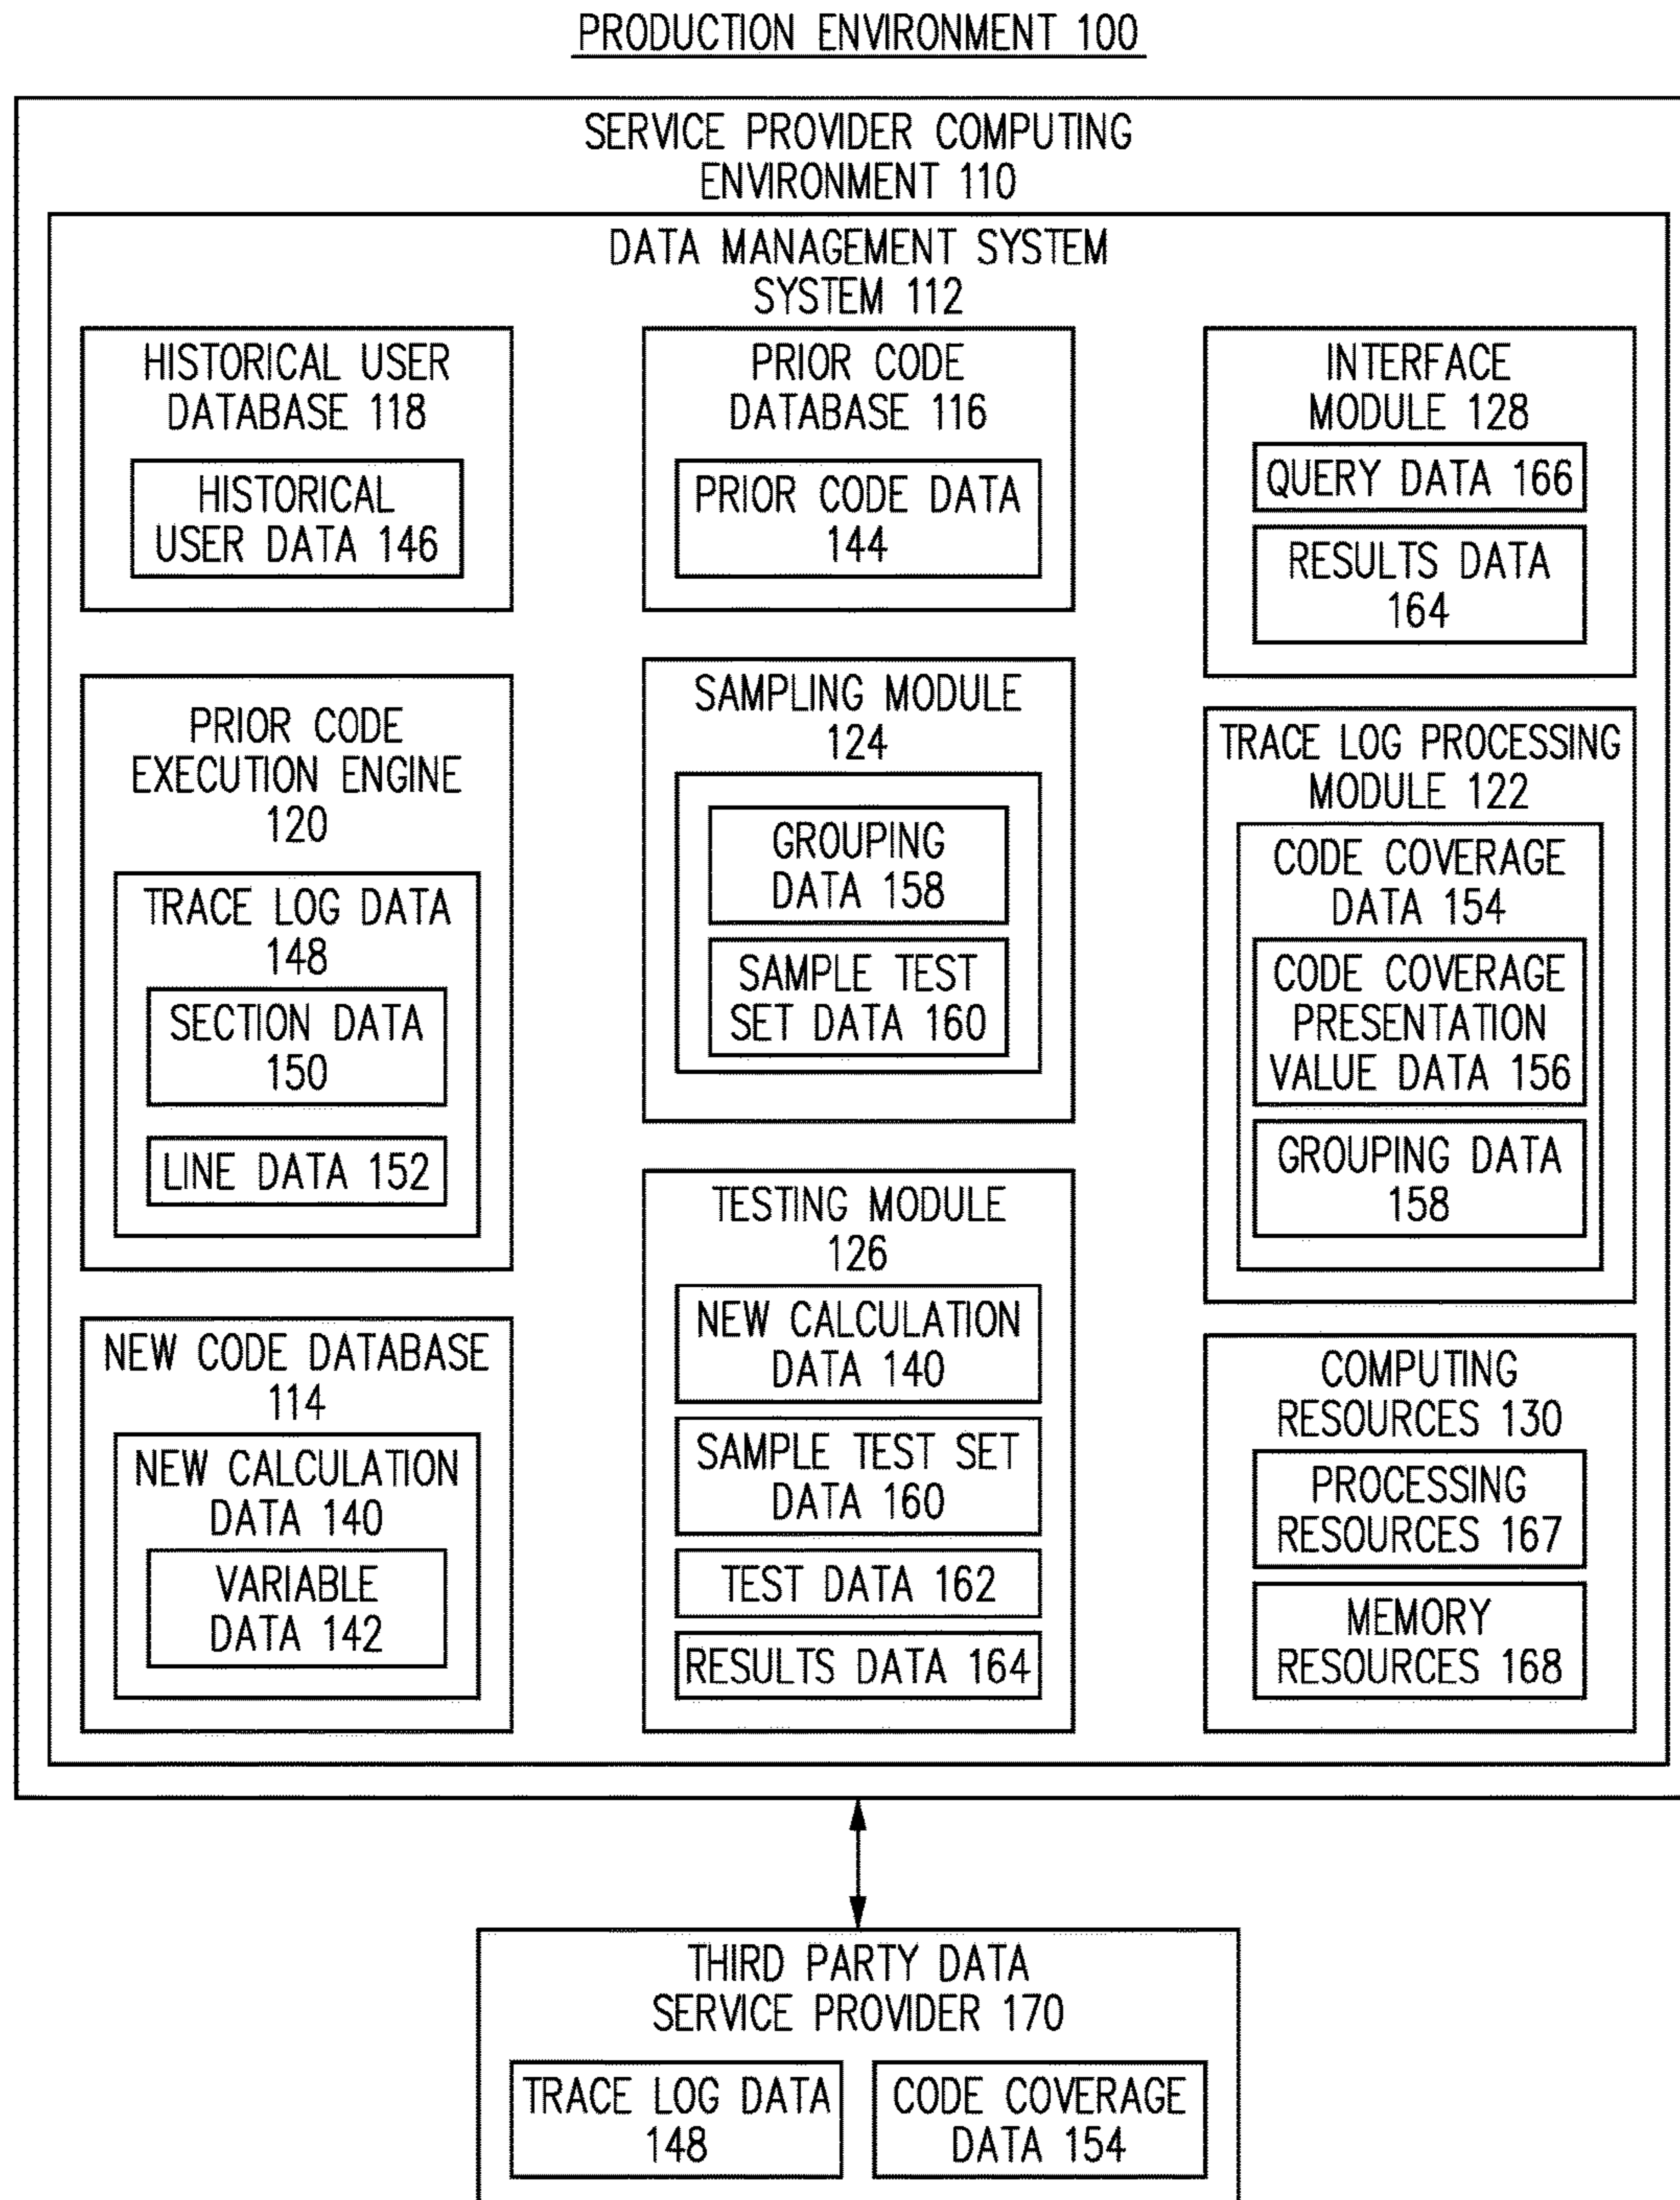 PRODUCTION ENVIRONMENT 100
SERVICE PROVIDER COMPUTING
ENVIRONMENT 110
DATA MANAGEMENT SYSTEM
SYSTEM 112
HISTORICAL USER
DATABASE 118
HISTORICAL
USER DATA 146
PRIOR CODE
DATABASE 116
PRIOR CODE DATA
144
INTERFACE
MODULE 128
QUERY DATA 166
RESULTS DATA
164
PRIOR CODE
EXECUTION ENGINE
120
TRACE LOG DATA
148
SECTION DATA
150
LINE DATA 152
SAMPLING MODULE
124
GROUPING
DATA 158
SAMPLE TEST
SET DATA 160
TRACE LOG PROCESSING
MODULE 122
CODE COVERAGE
DATA 154
CODE COVERAGE
PRESENTATION
VALUE DATA 156
GROUPING DATA
158
NEW CODE DATABASE
114
NEW CALCULATION
DATA 140
VARIABLE
DATA 142
TESTING MODULE
126
NEW CALCULATION
DATA 140
SAMPLE TEST SET
DATA 160
TEST DATA 162
RESULTS DATA 164
COMPUTING
RESOURCES 130
PROCESSING
RESOURCES 167
MEMORY
RESOURCES 168
THIRD PARTY DATA
SERVICE PROVIDER 170
TRACE LOG DATA
148
CODE COVERAGE
DATA 154